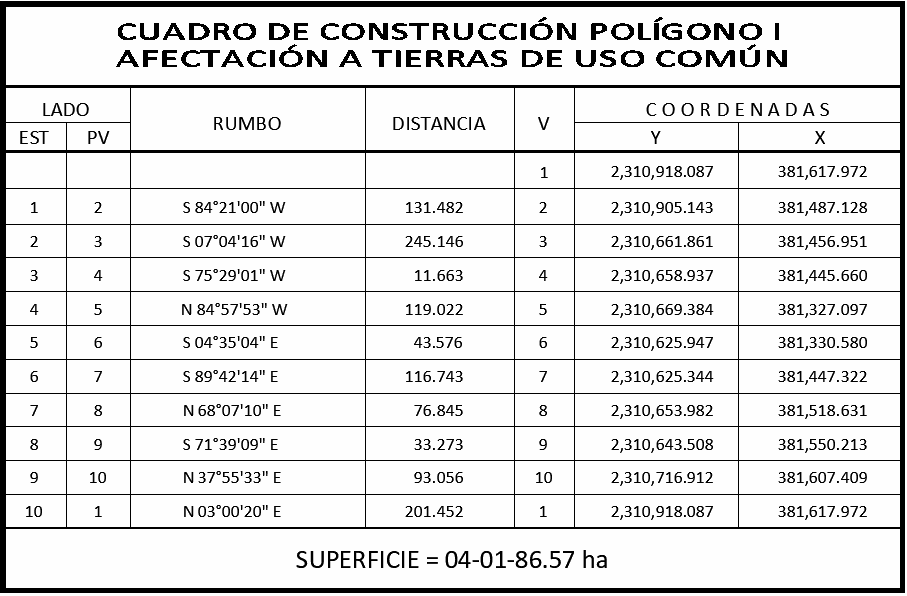 CUADRO DE CONSTRUCCIÓN POLÍGONO I
AFECTACIÓN A TIERRAS DE USO COMÚN
LADO RUMBO DISTANCIA V COORDENADAS
EST PV Y X
1 2,310,918.087 381,617.972
1 2 S 84°21'00" W 131.482 2 2,310,905.143 381,487.128
2 3 S 07°04'16" W 245.146 3 2,310,661.861 381,456.951
3 4 S 75°29'01" W 11.663 4 2,310,658.937 381,445.660
4 5 N 84°57'53" W 119.022 5 2,310,669.384 381,327.097
5 6 S 04°35'04" E 43.576 6 2,310,625.947 381,330.580
6 7 S 89°42'14" E 116.743 7 2,310,625.344 381,447.322
7 8 N 68°07'10" E 76.845 8 2,310,653.982 381,518.631
8 9 S 71°39'09" E 33.273 9 2,310,643.508 381,550.213
9 10 N 37°55'33" E 93.056 10 2,310,716.912 381,607.409
10 1 N 03°00'20" E 201.452 1 2,310,918.087 381,617.972
SUPERFICIE = 04-01-86.57 ha